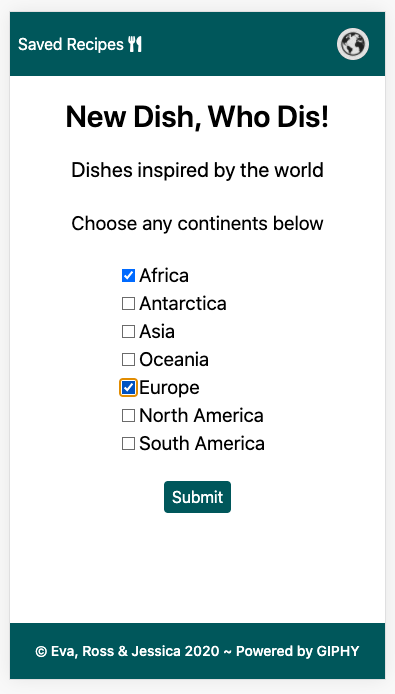 Saved Recipes
New Dish, Who Dis!
Dishes inspired by the world
Choose any continents below
Africa
Antarctica
Asia
Oceania
Europe
North America
South America
Submit
© Eva, Ross & Jessica 2020 ~ Powered by GIPHY